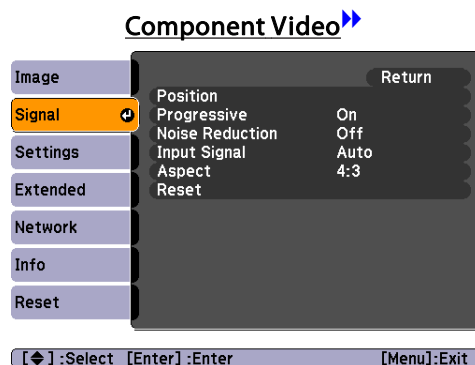 Component Video
Image
Signal
Settings
Extended
Network
Info
Reset
Return
Position
Progressive On
Noise Reduction Off
Input Signal Auto
Aspect 4:3
Reset
[ ] :Select [Enter] :Enter [Menu]:Exit